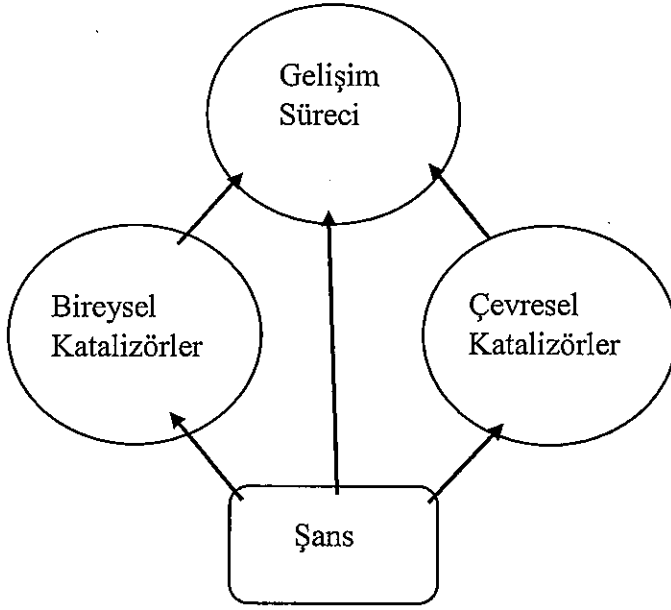 Gelişim
Süreci
Bireysel
Katalizörler
Çevresel
Katalizörler
Şans